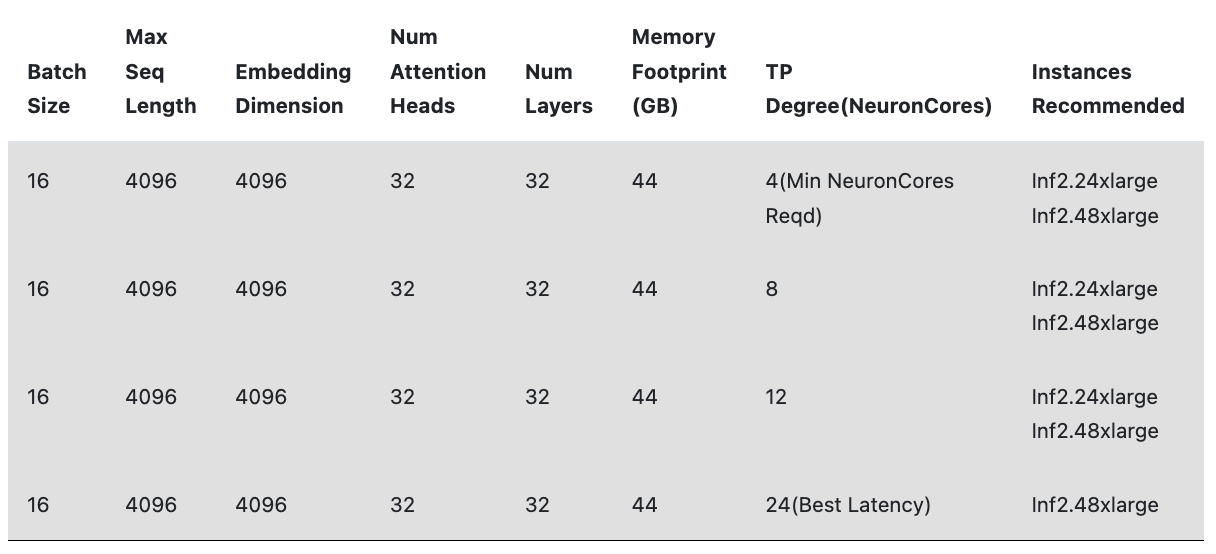 Batch Size Max Seq Length Embedding Dimension Num Attention Heads Num Layers Memory Footprint (GB) TP Degree(NeuronCores) Instances Recommended
16 4096 4096 32 32 44 4(Min NeuronCores Reqd) Inf2.24xlarge Inf2.48xlarge
16 4096 4096 32 32 44 8 Inf2.24xlarge Inf2.48xlarge
16 4096 4096 32 32 44 12 Inf2.24xlarge Inf2.48xlarge
16 4096 4096 32 32 44 24(Best Latency) Inf2.48xlarge